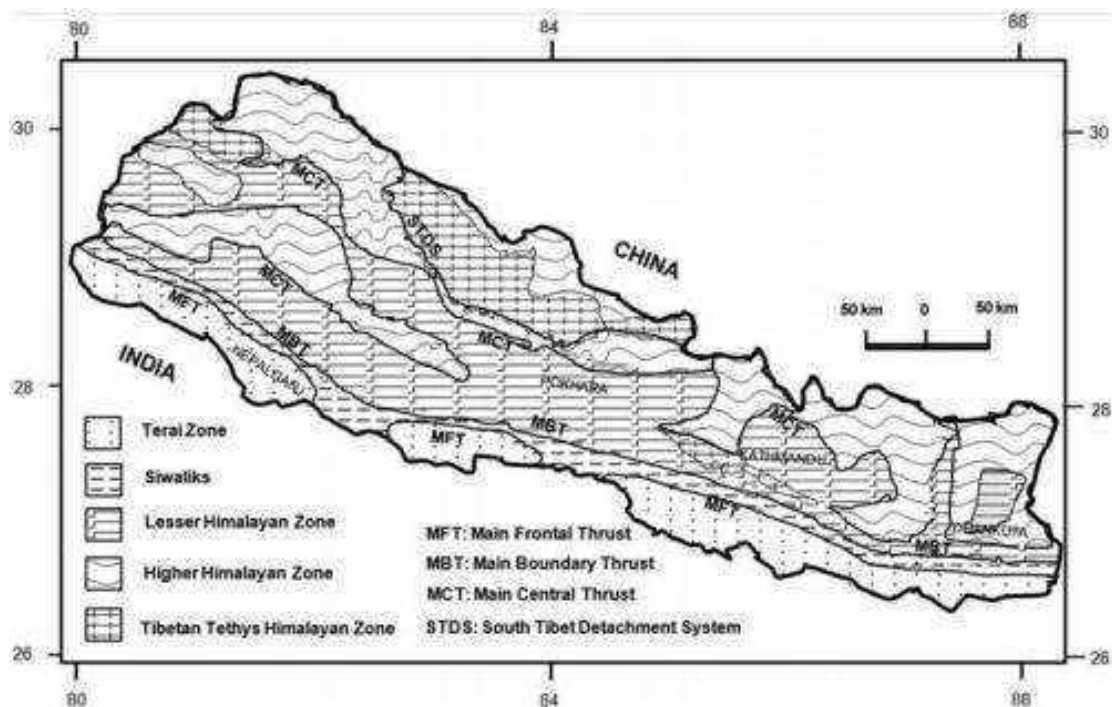 80 84 88
30 30
MCT
STDS
CHINA
50 km 0 50 km
MCT
MFT
MBT
NEPALGANJ
INDIA
MCT
POKHARA
28 28
MBT
MFT
MCT
KATHMANDU
MFT
MBT
Terai Zone
Siwaliks
Lesser Himalayan Zone
Higher Himalayan Zone
Tibetan Tethys Himalayan Zone
MFT: Main Frontal Thrust
MBT: Main Boundary Thrust
MCT: Main Central Thrust
STDS: South Tibet Detachment System
26 26
80 84 88